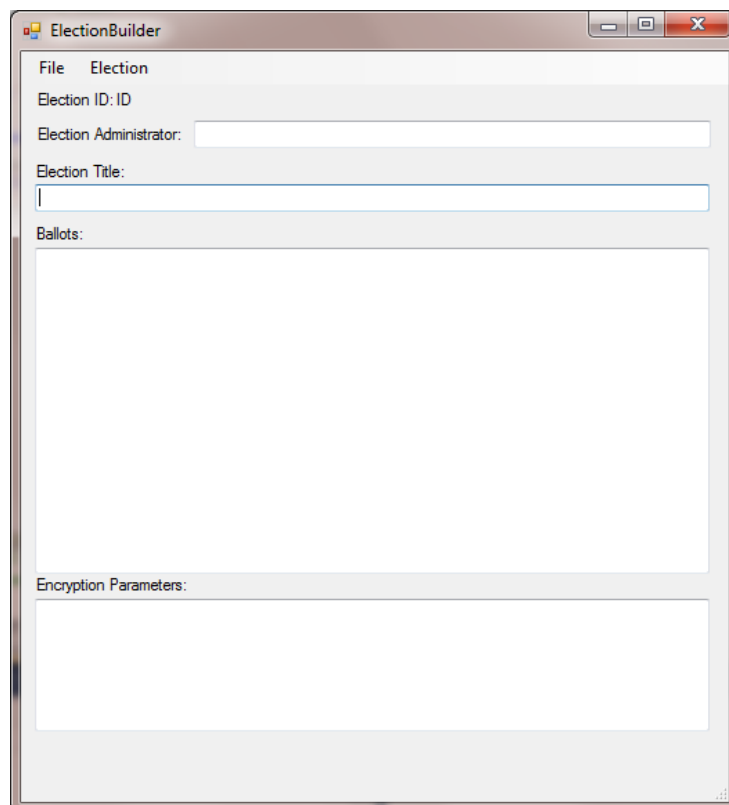 ElectionBuilder
File Election
Election ID: ID
Election Administrator:
Election Title:
Ballots:
Encryption Parameters: